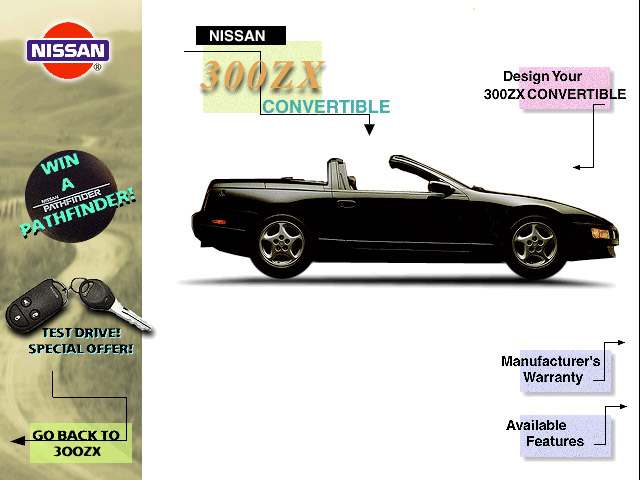 NISSAN
®
WIN
A
NISSAN
PATHFINDER
PATHFINDER!
TEST DRIVE!
SPECIAL OFFER!
GO BACK TO
300ZX
NISSAN
300ZX
CONVERTIBLE
Design Your
300ZX CONVERTIBLE
Manufacturer's
Warranty
Available
Features